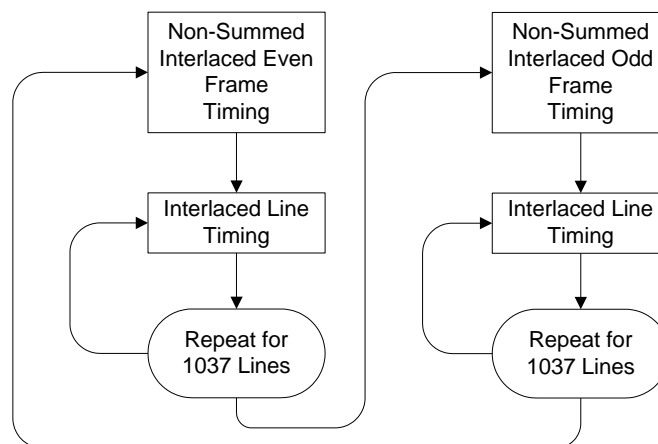 Non-Summed
Interlaced Even
Frame
Timing
Interlaced Line
Timing
Repeat for
1037 Lines
Non-Summed
Interlaced Odd
Frame
Timing
Interlaced Line
Timing
Repeat for
1037 Lines